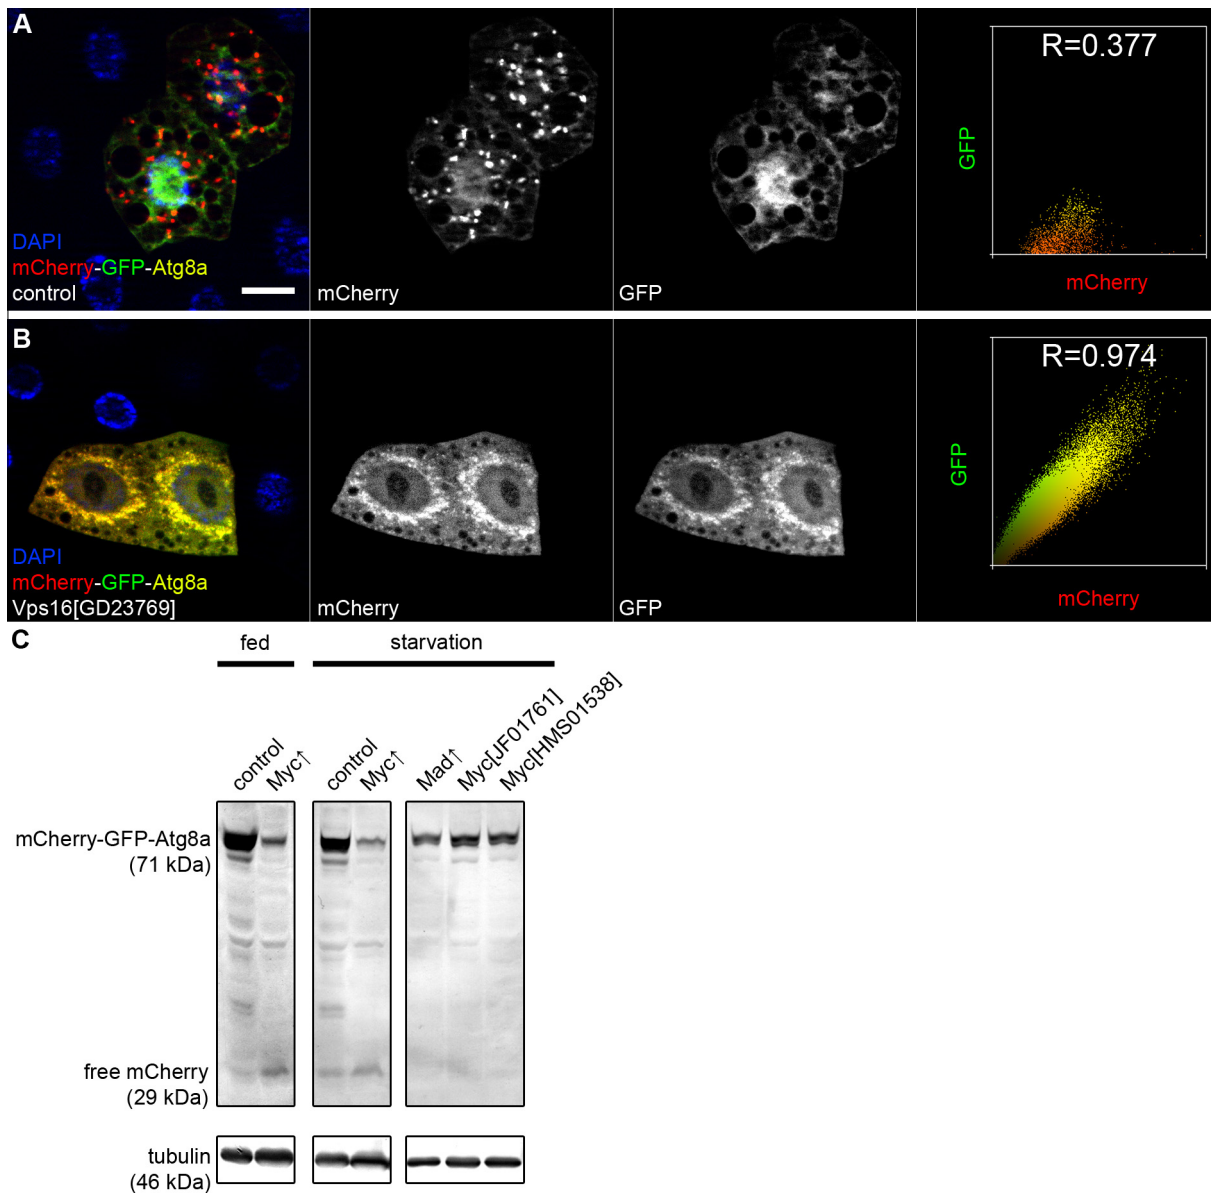 A
R=0.377
GFP
DAPI
mCherry-GFP-Atg8a
control
mCherry
GFP
mCherry
B
R=0.974
GFP
DAPI
mCherry-GFP-Atg8a
Vps16[GD23769]
mCherry
GFP
mCherry
C
fed
starvation
control
Myc↑
control
Myc↑
Mad↑
Myc[JF01761]
Myc[HMS01538]
mCherry-GFP-Atg8a
(71 kDa)
free mCherry
(29 kDa)
tubulin
(46 kDa)